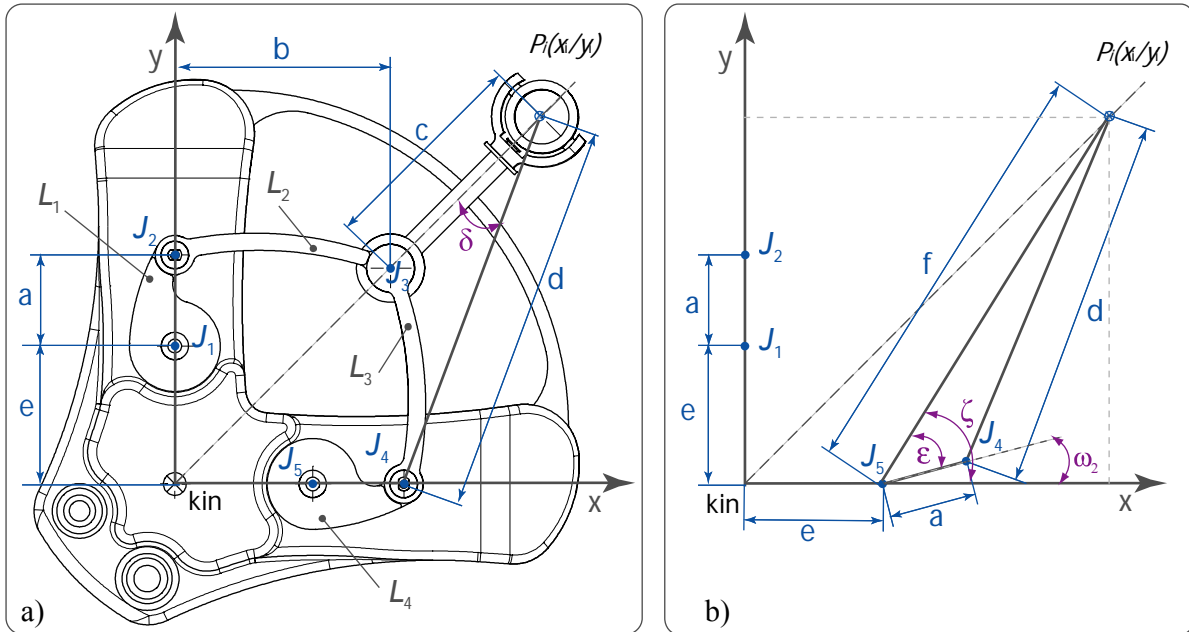 y
b
Pᵢ(xᵢ/yᵢ)
c
L₁
L₂
J₂
δ
J₃
d
a
J₁
L₃
e
J₅
J₄
kin
x
L₄
a)
y
Pᵢ(xᵢ/yᵢ)
J₂
f
a
d
J₁
e
ζ
J₄
ε
J₅
ω₂
kin
x
a
e
b)